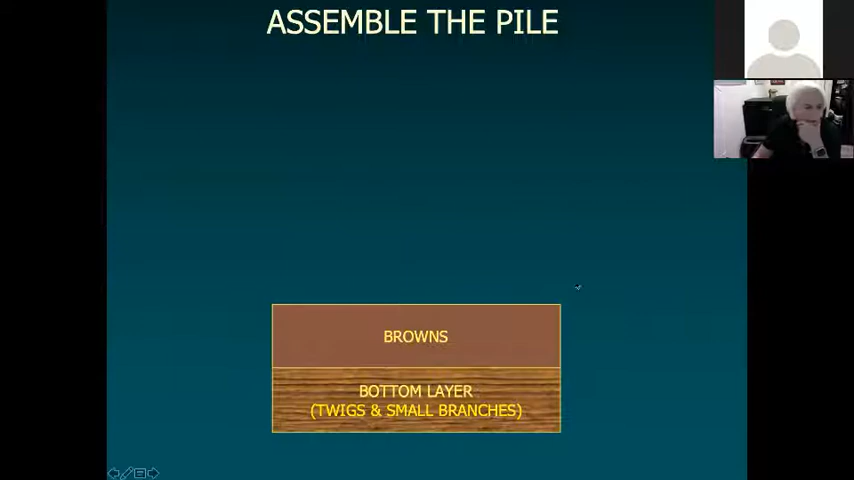 ASSEMBLE THE PILE
BROWNS
BOTTOM LAYER
(TWIGS & SMALL BRANCHES)